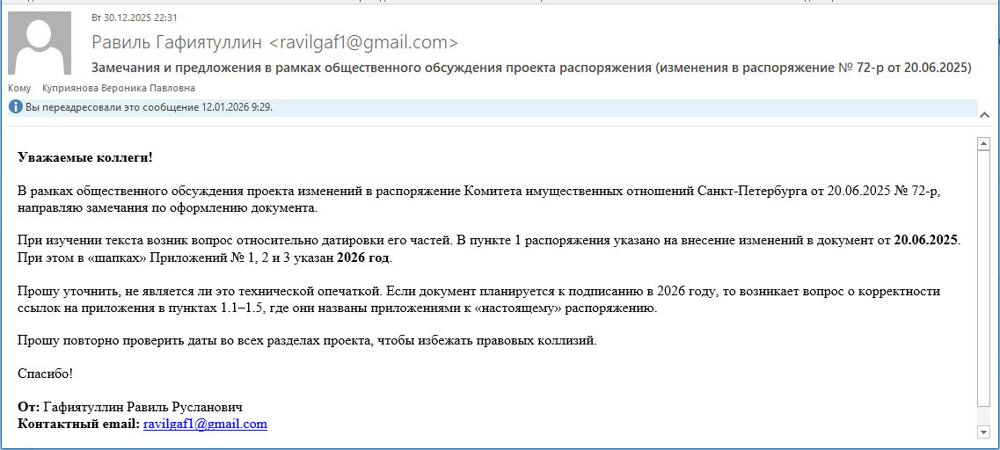 Вт 30.12.2025 22:31
Равиль Гафиятуллин <ravilgaf1@gmail.com>
Замечания и предложения в рамках общественного обсуждения проекта распоряжения (изменения в распоряжение № 72-р от 20.06.2025)
Кому Куприянова Вероника Павловна
Вы переадресовали это сообщение 12.01.2026 9:29.
Уважаемые коллеги!
В рамках общественного обсуждения проекта изменений в распоряжение Комитета имущественных отношений Санкт-Петербурга от 20.06.2025 № 72-р,
направляю замечания по оформлению документа.
При изучении текста возник вопрос относительно датировки его частей. В пункте 1 распоряжения указано на внесение изменений в документ от 20.06.2025.
При этом в «шапках» Приложений № 1, 2 и 3 указан 2026 год.
Прошу уточнить, не является ли это технической опечаткой. Если документ планируется к подписанию в 2026 году, то возникает вопрос о корректности
ссылок на приложения в пунктах 1.1–1.5, где они названы приложениями к «настоящему» распоряжению.
Прошу повторно проверить даты во всех разделах проекта, чтобы избежать правовых коллизий.
Спасибо!
От: Гафиятуллин Равиль Русланович
Контактный email: ravilgaf1@gmail.com